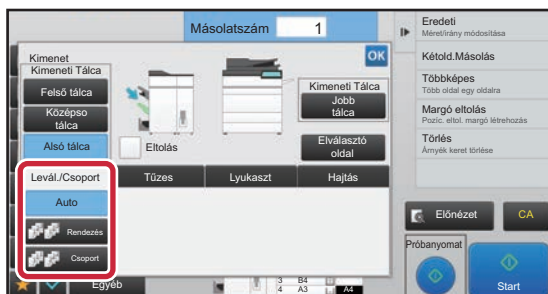 Másolatszám
1
Kimenet
OK
Kimeneti Tálca
Felső tálca
Középso
tálca
Alsó tálca
Eltolás
Kimeneti Tálca
Jobb
tálca
Elválasztó
oldal
Levál./Csoport
Auto
Rendezés
Csoport
Tűzes
Lyukaszt
Hajtás
Egyéb
3 B4
4 A3
A4
Eredeti
Méret/irány módosítása
Kétold.Másolás
Többképes
Több oldal egy oldalra
Margó eltolás
Pozíc. eltol. margó létrehozás
Törlés
Árnyék keret törlése
Előnézet
CA
Próbanyomat
Start